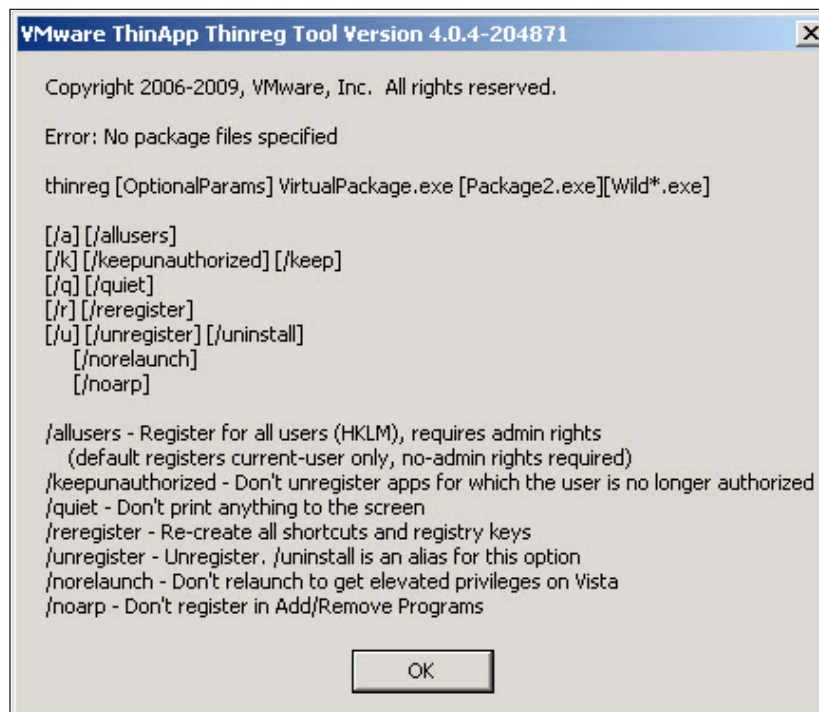 VMware ThinApp Thinreg Tool Version 4.0.4-204871
Copyright 2006-2009, VMware, Inc.  All rights reserved.
Error: No package files specified
thinreg [OptionalParams] VirtualPackage.exe [Package2.exe][Wild*.exe]
[/a] [/allusers]
[/k] [/keepunauthorized] [/keep]
[/q] [/quiet]
[/r] [/reregister]
[/u] [/unregister] [/uninstall]
[/norelaunch]
[/noarp]
/allusers - Register for all users (HKLM), requires admin rights
(default registers current-user only, no-admin rights required)
/keepunauthorized - Don't unregister apps for which the user is no longer authorized
/quiet - Don't print anything to the screen
/reregister - Re-create all shortcuts and registry keys
/unregister - Unregister. /uninstall is an alias for this option
/norelaunch - Don't relaunch to get elevated privileges on Vista
/noarp - Don't register in Add/Remove Programs
OK